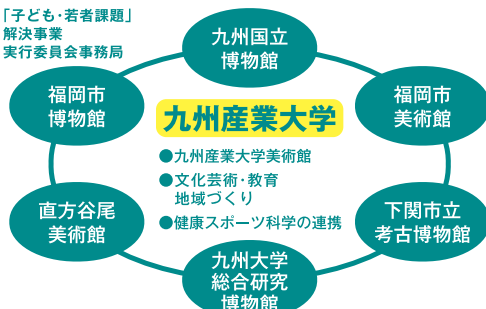 「子ども・若者課題」
解決事業
実行委員会事務局
九州国立
博物館
福岡市
博物館
福岡市
美術館
九州産業大学
●九州産業大学美術館
●文化芸術・教育
地域づくり
●健康スポーツ科学の連携
直方谷尾
美術館
下関市立
考古博物館
九州大学
総合研究
博物館